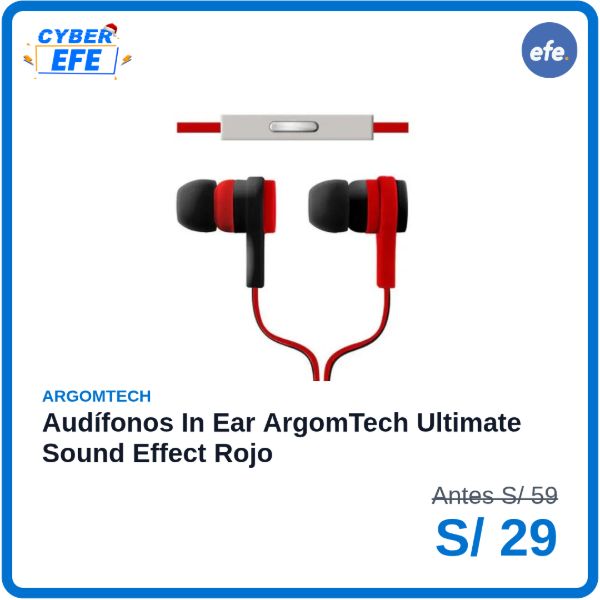 CYBER
EFE
efe.
ARGOMTECH
Audífonos In Ear ArgomTech Ultimate
Sound Effect Rojo
Antes S/ 59
S/ 29